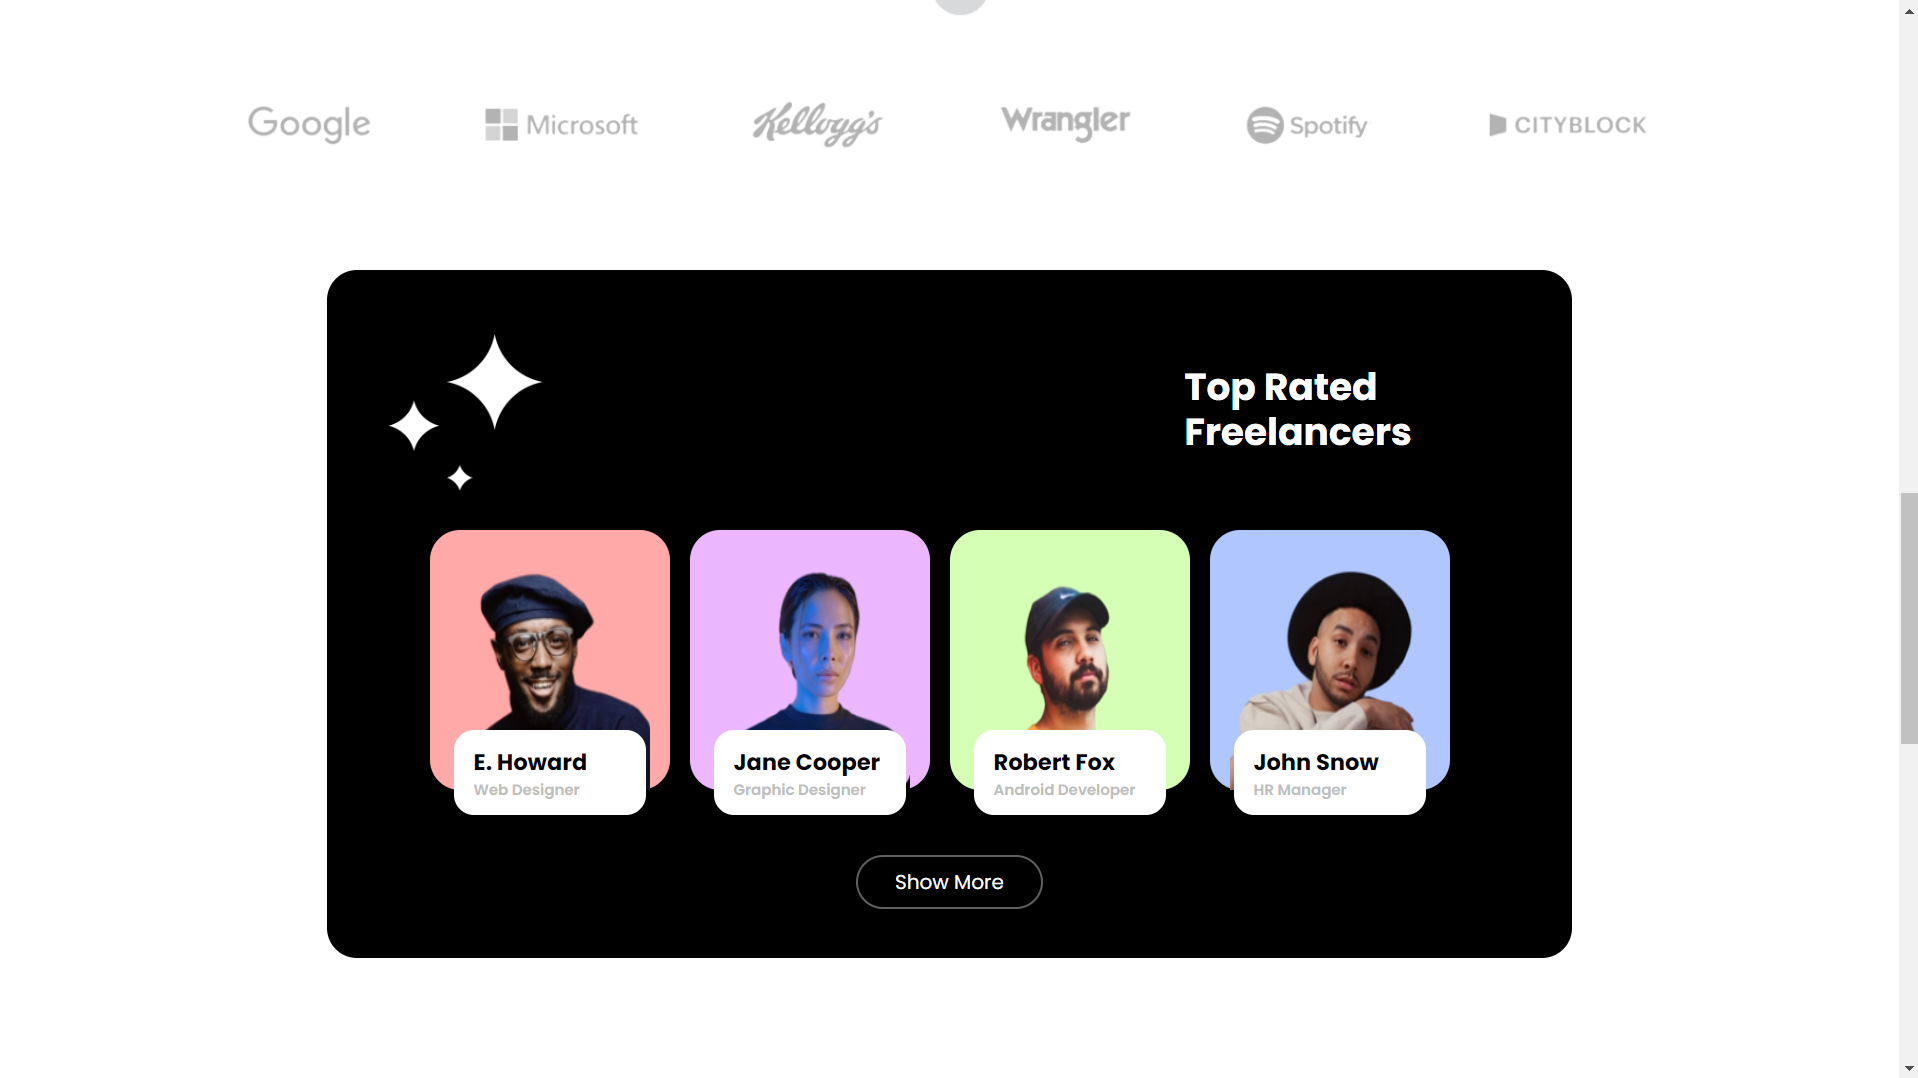 Google
Microsoft
Kellogg's
Wrangler
Spotify
CITYBLOCK
Top Rated
Freelancers
E. Howard
Web Designer
Jane Cooper
Graphic Designer
Robert Fox
Android Developer
John Snow
HR Manager
Show More